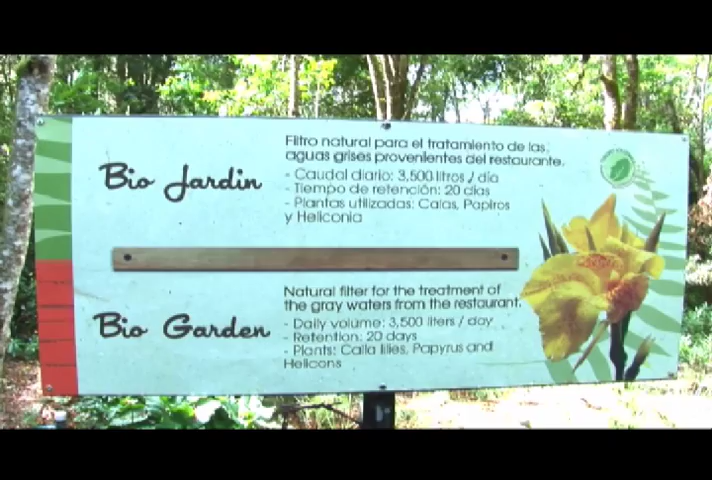 Bio Jardin
Filtro natural para el tratamiento de las
aguas grises provenientes del restaurante.
- Caudal diario: 3,500 litros / día
- Tiempo de retención: 20 días
- Plantas utilizadas: Calas, Papiros
y Heliconia
Bio Garden
Natural filter for the treatment of
the gray waters from the restaurant.
- Daily volume: 3,500 liters / day
- Retention: 20 days
- Plants: Calla lilies, Papyrus and
Helicons